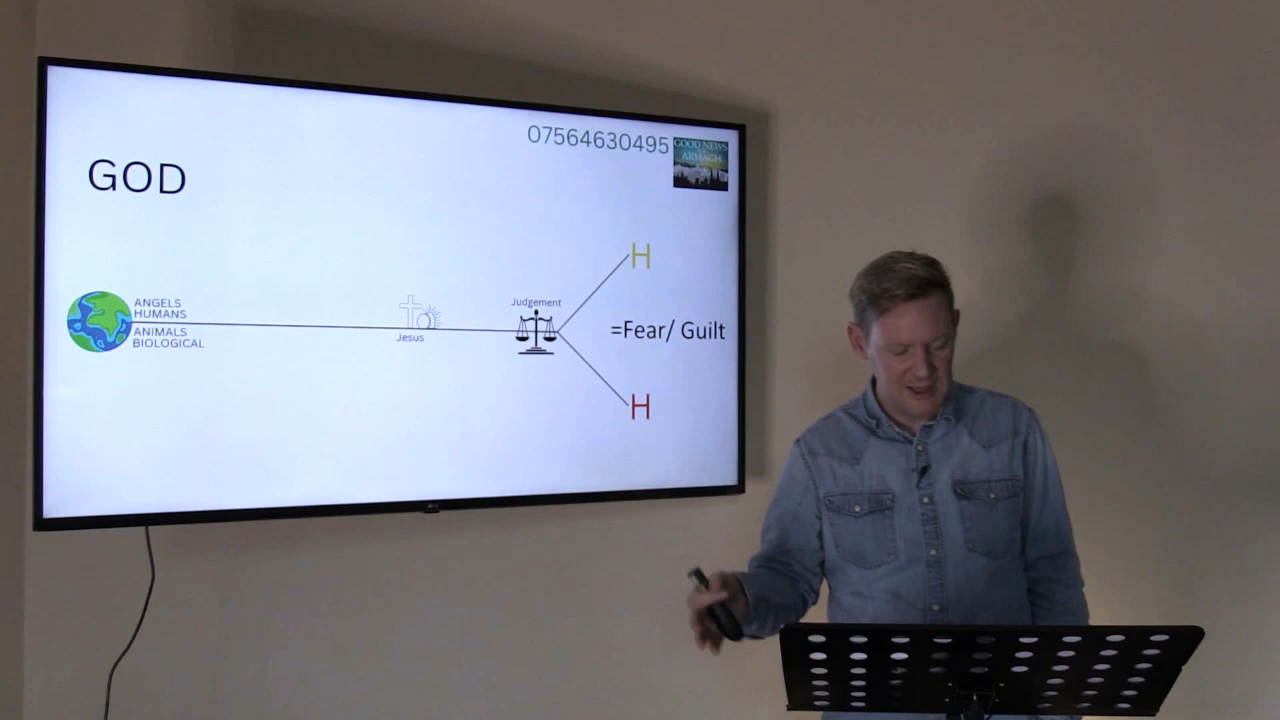 07564630495
GOOD NEWS
ARMAGH
GOD
ANGELS
HUMANS
ANIMALS
BIOLOGICAL
Jesus
Judgement
H
=Fear/ Guilt
H